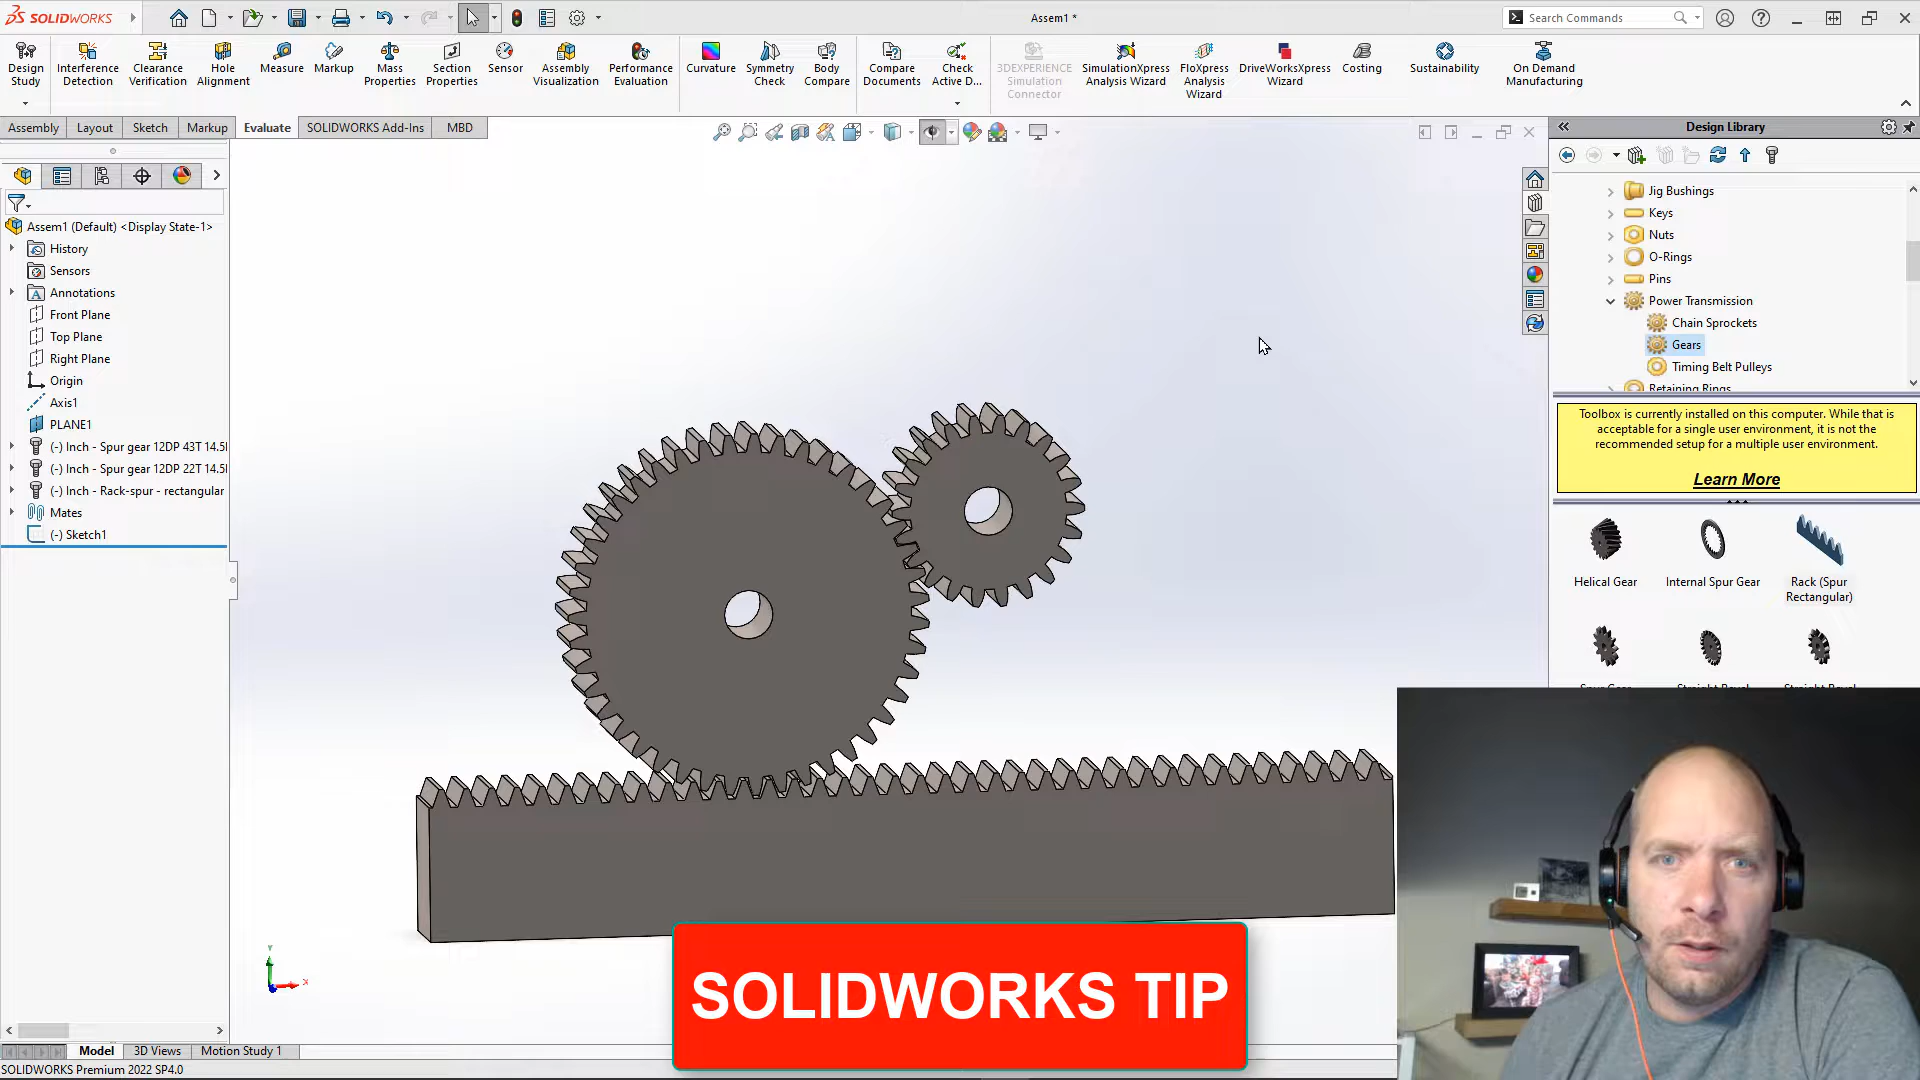 SOLIDWORKS
Assem1 *
Search Commands
Design Study
Interference Detection
Clearance Verification
Hole Alignment
Measure
Markup
Mass Properties
Section Properties
Sensor
Assembly Visualization
Performance Evaluation
Curvature
Symmetry Check
Body Compare
Compare Documents
Check Active D...
3DEXPERIENCE Simulation Connector
SimulationXpress Analysis Wizard
FloXpress Analysis Wizard
DriveWorksXpress Wizard
Costing
Sustainability
On Demand Manufacturing
Assembly
Layout
Sketch
Markup
Evaluate
SOLIDWORKS Add-Ins
MBD
Assem1 (Default) <Display State-1>
History
Sensors
Annotations
Front Plane
Top Plane
Right Plane
Origin
Axis1
PLANE1
(-) Inch - Spur gear 12DP 43T 14.5
(-) Inch - Spur gear 12DP 22T 14.5
(-) Inch - Rack-spur - rectangular
Mates
(-) Sketch1
Design Library
Jig Bushings
Keys
Nuts
O-Rings
Pins
Power Transmission
Chain Sprockets
Gears
Timing Belt Pulleys
Retaining Rings
Toolbox is currently installed on this computer. While that is
acceptable for a single user environment, it is not the
recommended setup for a multiple user environment.
Learn More
Helical Gear
Internal Spur Gear
Rack (Spur Rectangular)
Y
X
SOLIDWORKS TIP
Model
3D Views
Motion Study 1
SOLIDWORKS Premium 2022 SP4.0